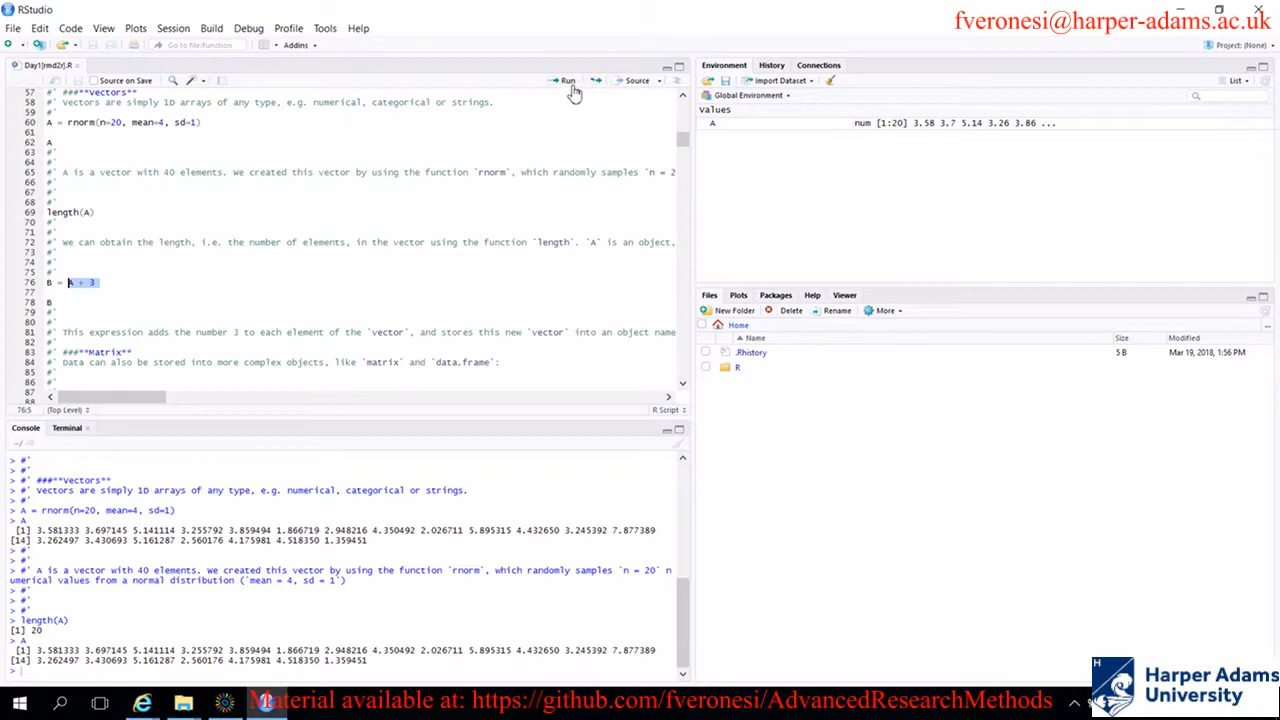 RStudio
fveronesi@harper-adams.ac.uk
File Edit Code View Plots Session Build Debug Profile Tools Help
Go to file/function Addins Project: (None)
Day1[rmd2r].R
Source on Save Run Source
57 #' ###**Vectors**
58 #' Vectors are simply 1D arrays of any type, e.g. numerical, categorical or strings.
59 #'
60 A = rnorm(n=20, mean=4, sd=1)
61
62 A
63 #'
64 #'
65 #' A is a vector with 40 elements. We created this vector by using the function `rnorm`, which randomly samples `n = 2
66 #'
67 #'
68 #'
69 length(A)
70 #'
71 #'
72 #' We can obtain the length, i.e. the number of elements, in the vector using the function `length`. `A` is an object,
73 #'
74 #'
75 #'
76 B = A + 3
77
78 B
79 #'
80 #'
81 #' This expression adds the number 3 to each element of the `vector`, and stores this new `vector` into an object name
82 #'
83 #' ###**Matrix**
84 #' Data can also be stored into more complex objects, like `matrix` and `data.frame`:
85 #'
86 #'
87 #'
88
76:5 (Top Level) R Script
Console Terminal
~/
> #'
> #'
> #' ###**Vectors**
> #' Vectors are simply 1D arrays of any type, e.g. numerical, categorical or strings.
> #'
> A = rnorm(n=20, mean=4, sd=1)
> A
[1] 3.581333 3.697145 5.141114 3.255792 3.859494 1.866719 2.948216 4.350492 2.026711 5.895315 4.432650 3.245392 7.877389
[14] 3.262497 3.430693 5.161287 2.560176 4.175981 4.518350 1.359451
> #'
> #'
> #' A is a vector with 40 elements. We created this vector by using the function `rnorm`, which randomly samples `n = 20` n
umerical values from a normal distribution (`mean = 4, sd = 1`)
> #'
> #'
> #'
> length(A)
[1] 20
> A
[1] 3.581333 3.697145 5.141114 3.255792 3.859494 1.866719 2.948216 4.350492 2.026711 5.895315 4.432650 3.245392 7.877389
[14] 3.262497 3.430693 5.161287 2.560176 4.175981 4.518350 1.359451
>
Environment History Connections
Import Dataset List
Global Environment
Values
A num [1:20] 3.58 3.7 5.14 3.26 3.86 ...
Files Plots Packages Help Viewer
New Folder Delete Rename More
Home
Name Size Modified
.Rhistory 5 B Mar 19, 2018, 1:56 PM
R
Material available at: https://github.com/fveronesi/AdvancedResearchMethods
H
Harper Adams
University